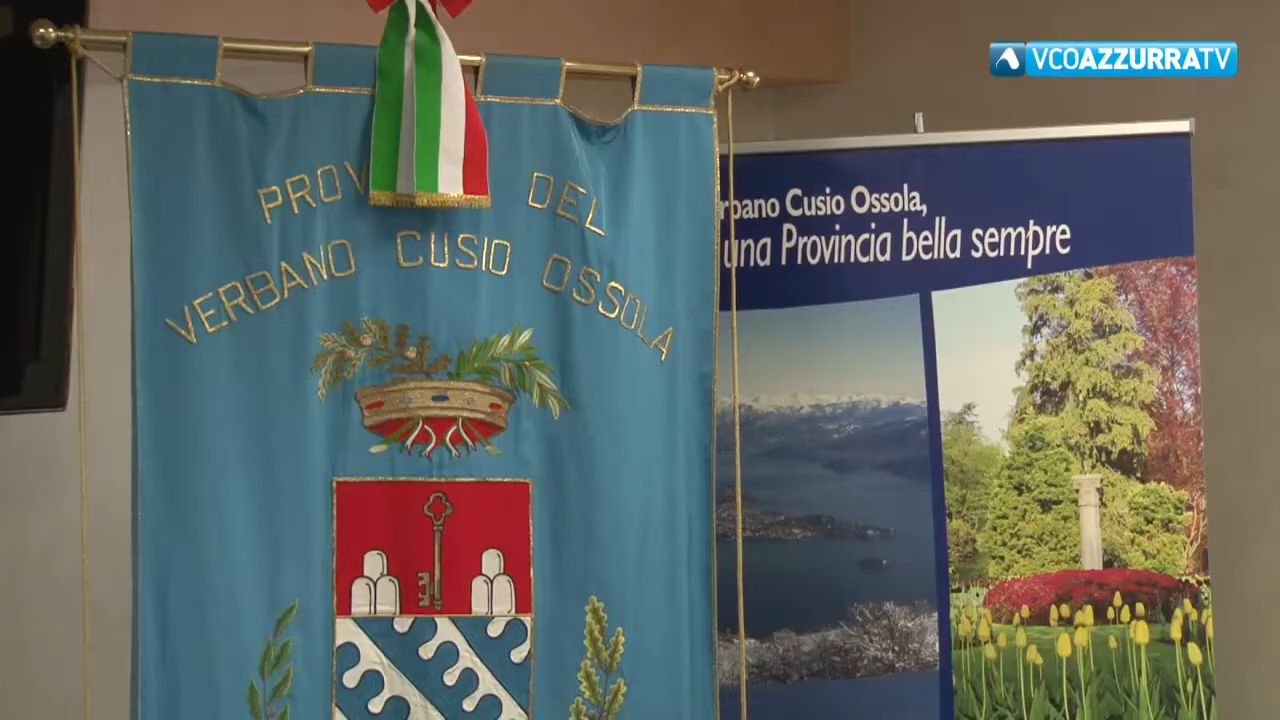 VCOAZZURRATV
PROV DEL
VERBANO CUSIO OSSOLA
rbano Cusio Ossola,
una Provincia bella sempre